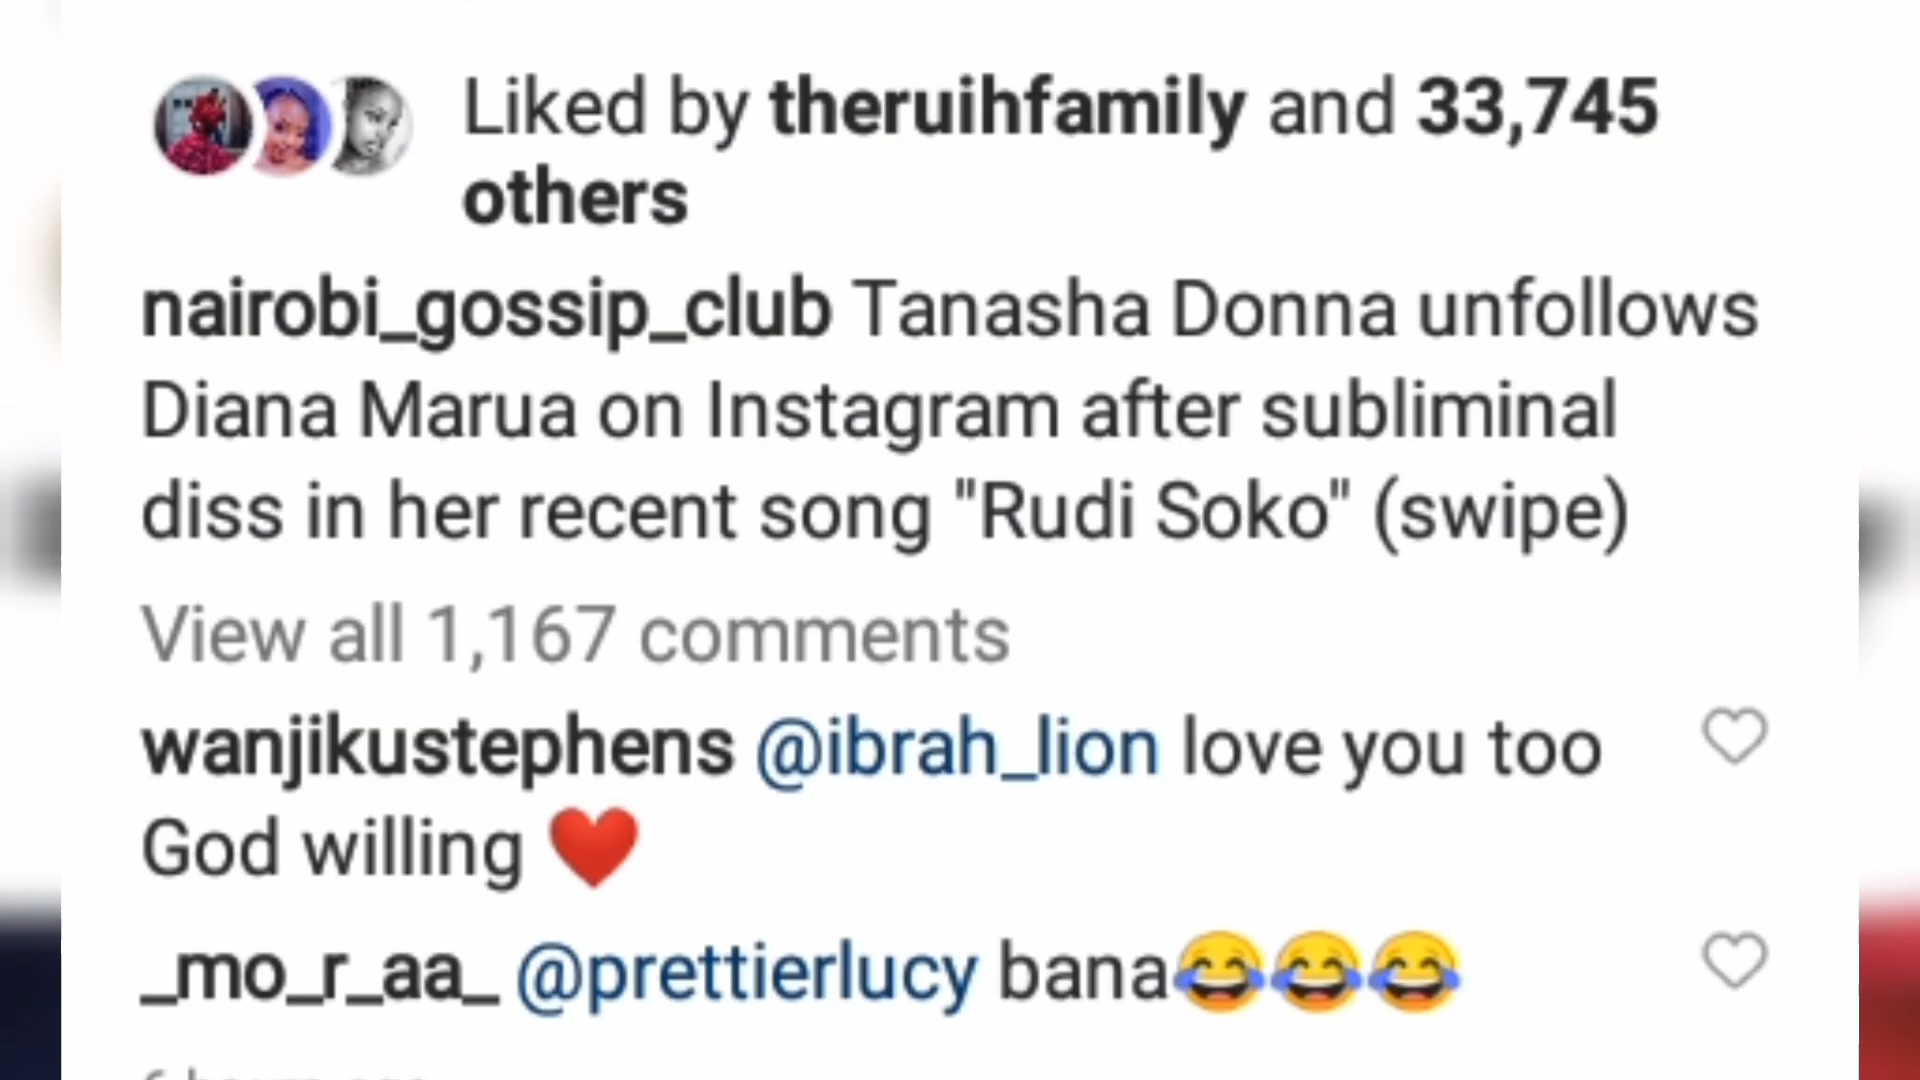 Liked by theruihfamily and 33,745
others
nairobi_gossip_club Tanasha Donna unfollows
Diana Marua on Instagram after subliminal
diss in her recent song "Rudi Soko" (swipe)
View all 1,167 comments
wanjikustephens @ibrah_lion love you too
God willing ❤️
_mo_r_aa_ @prettierlucy bana😂😂😂